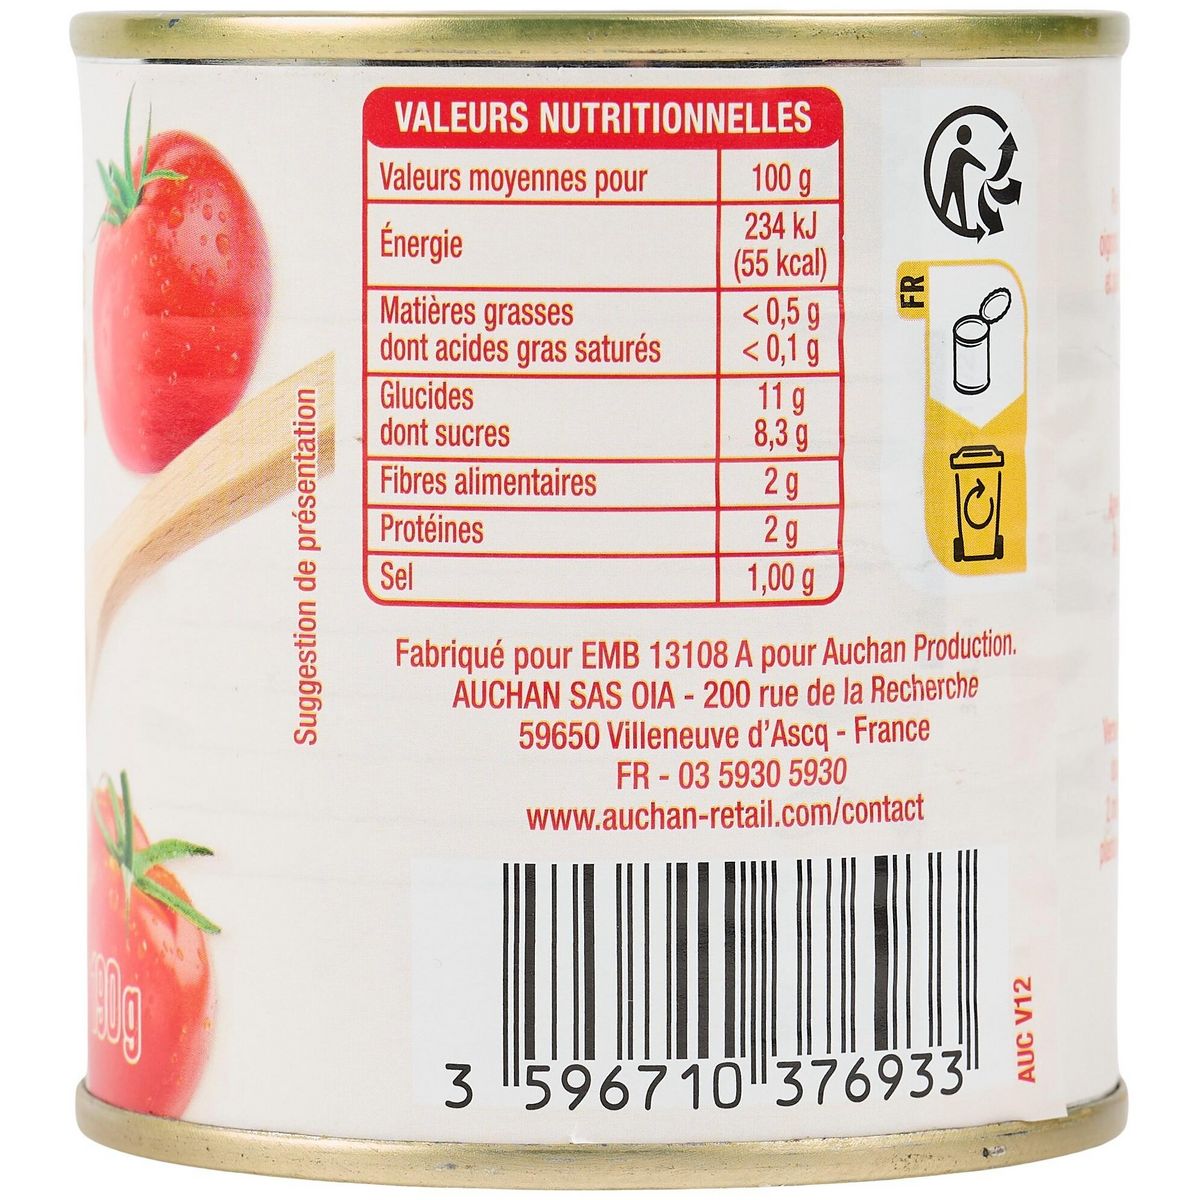 VALEURS NUTRITIONNELLES
Valeurs moyennes pour 100 g
Énergie 234 kJ
(55 kcal)
Matières grasses < 0,5 g
dont acides gras saturés < 0,1 g
Glucides 11 g
dont sucres 8,3 g
Fibres alimentaires 2 g
Protéines 2 g
Sel 1,00 g
FR
Suggestion de présentation
Fabriqué pour EMB 13108 A pour Auchan Production.
AUCHAN SAS OIA - 200 rue de la Recherche
59650 Villeneuve d'Ascq - France
FR - 03 5930 5930
www.auchan-retail.com/contact
190g
3 596710 376933
AUC V12